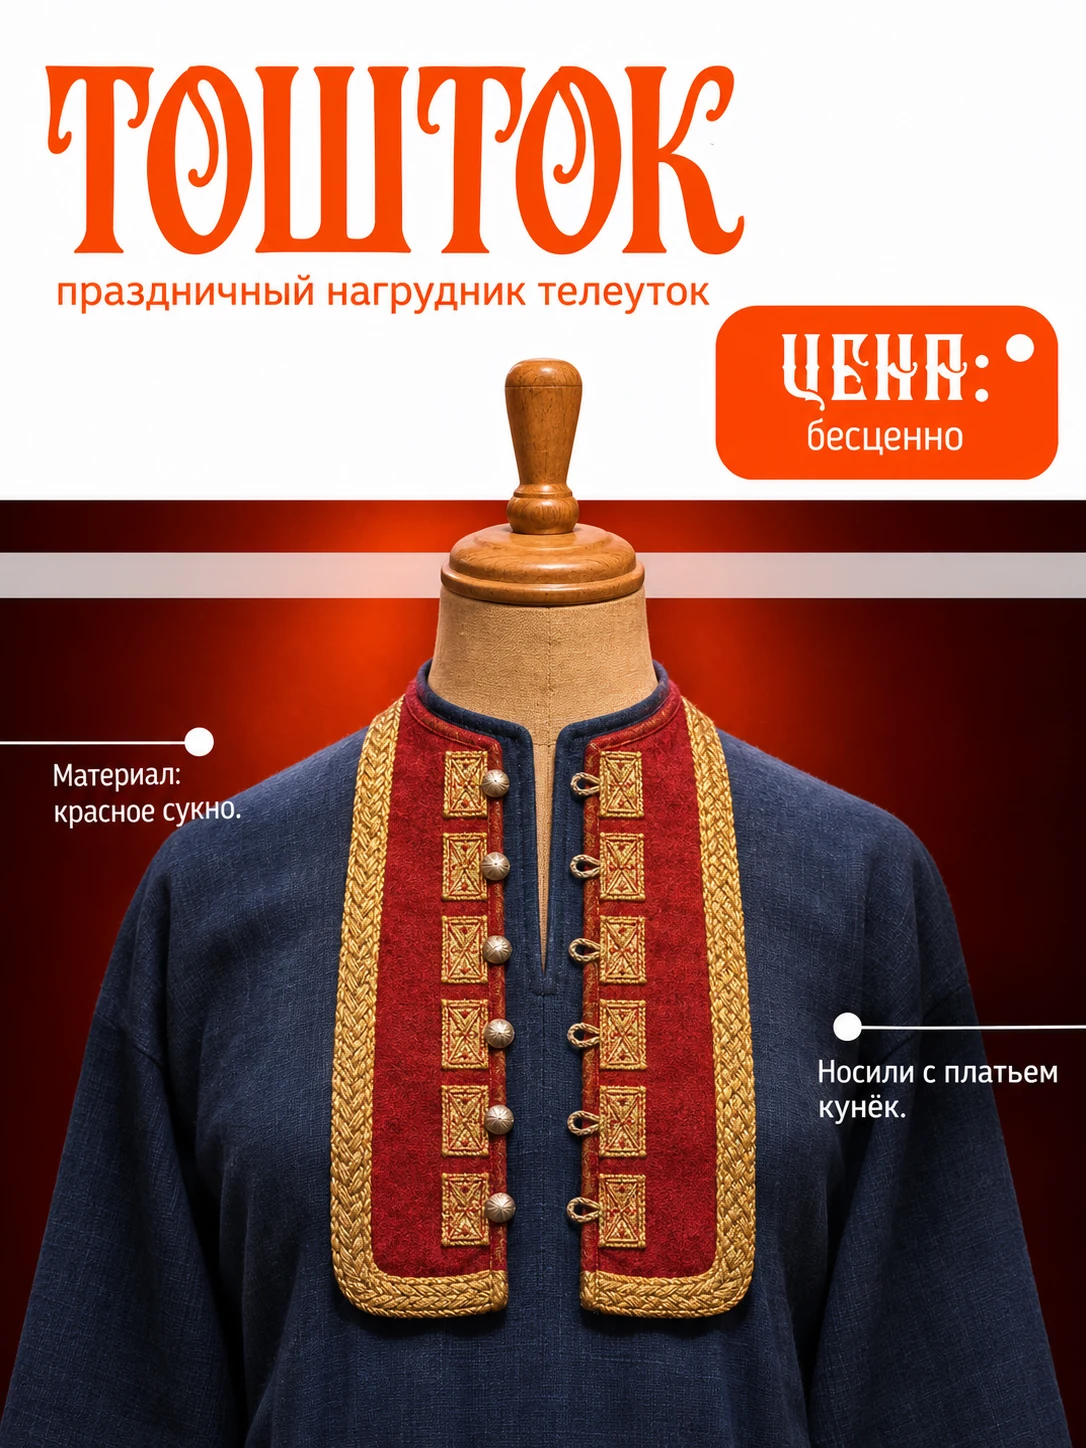 ТОШТОК
праздничный нагрудник телеуток
ЦЕНА:
бесценно
Материал:
красное сукно.
Носили с платьем
кунёк.